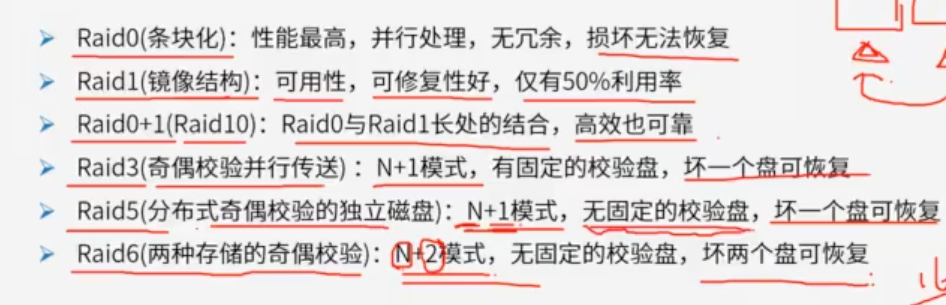 ➢ Raid0(条块化)：性能最高，并行处理，无冗余，损坏无法恢复
➢ Raid1(镜像结构)：可用性，可修复性好，仅有50%利用率
➢ Raid0+1(Raid10)：Raid0与Raid1长处的结合，高效也可靠
➢ Raid3(奇偶校验并行传送)：N+1模式，有固定的校验盘，坏一个盘可恢复
➢ Raid5(分布式奇偶校验的独立磁盘)：N+1模式，无固定的校验盘，坏一个盘可恢复
➢ Raid6(两种存储的奇偶校验)：N+2模式，无固定的校验盘，坏两个盘可恢复